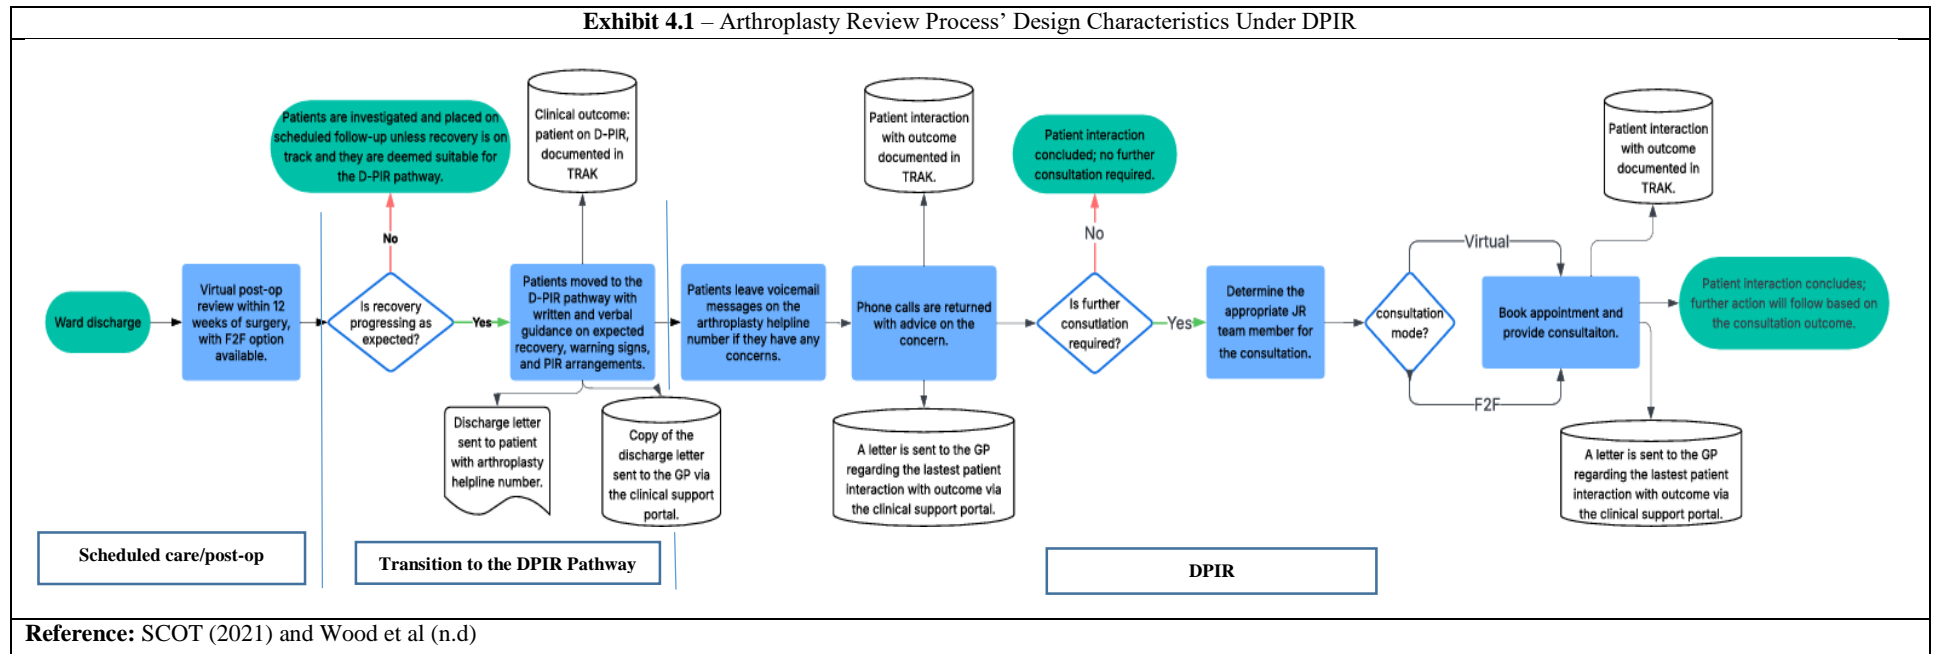 Exhibit 4.1 – Arthroplasty Review Process’ Design Characteristics Under DPIR
Ward discharge
Virtual post-op
review within 12
weeks of surgery,
with F2F option
available.
Patients are investigated and placed on
scheduled follow-up unless recovery is on
track and they are deemed suitable for
the D-PIR pathway.
No
Is recovery
progressing as
expected?
Yes
Clinical outcome:
patient on D-PIR,
documented in
TRAK
Patients moved to the
D-PIR pathway with
written and verbal
guidance on expected
recovery, warning signs,
and PIR arrangements.
Discharge letter
sent to patient
with arthroplasty
helpline number.
Copy of the
discharge letter
sent to the GP via
the clinical support
portal.
Patients leave voicemail
messages on the
arthroplasty helpline
number if they have any
concerns.
Patient interaction
with outcome
documented in
TRAK.
Phone calls are returned
with advice on the
concern.
A letter is sent to the GP
regarding the lastest patient
interaction with outcome via
the clinical support portal.
Patient interaction
concluded; no further
consultation required.
No
Is further
consutlation
required?
Yes
Determine the
appropriate JR
team member for
the consultation.
consultation
mode?
Virtual
F2F
Book appointment and
provide consultaiton.
Patient interaction
with outcome
documented in
TRAK.
Patient interaction concludes;
further action will follow based on
the consultation outcome.
A letter is sent to the GP
regarding the lastest patient
interaction with outcome via
the clinical support portal.
Scheduled care/post-op
Transition to the DPIR Pathway
DPIR
Reference: SCOT (2021) and Wood et al (n.d)